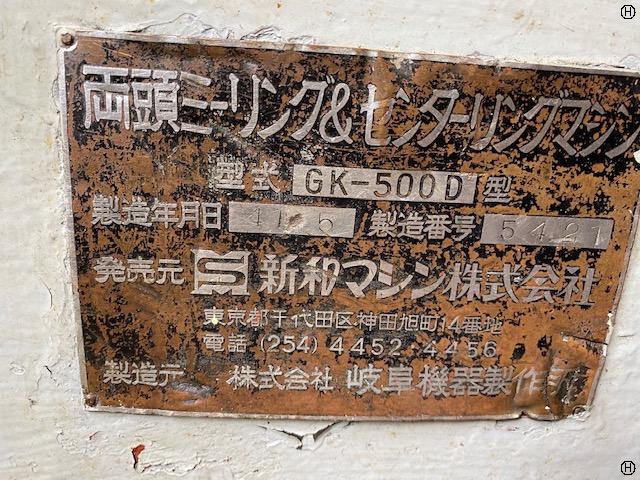 両頭ミーリング&センターリングマシン
型式 GK-500D 型
製造年月日 製造番号 5421
発売元 新和マシン株式会社
東京都千代田区神田旭町14番地
電話 (254) 4452 4456
製造元 株式会社 岐阜機器製作